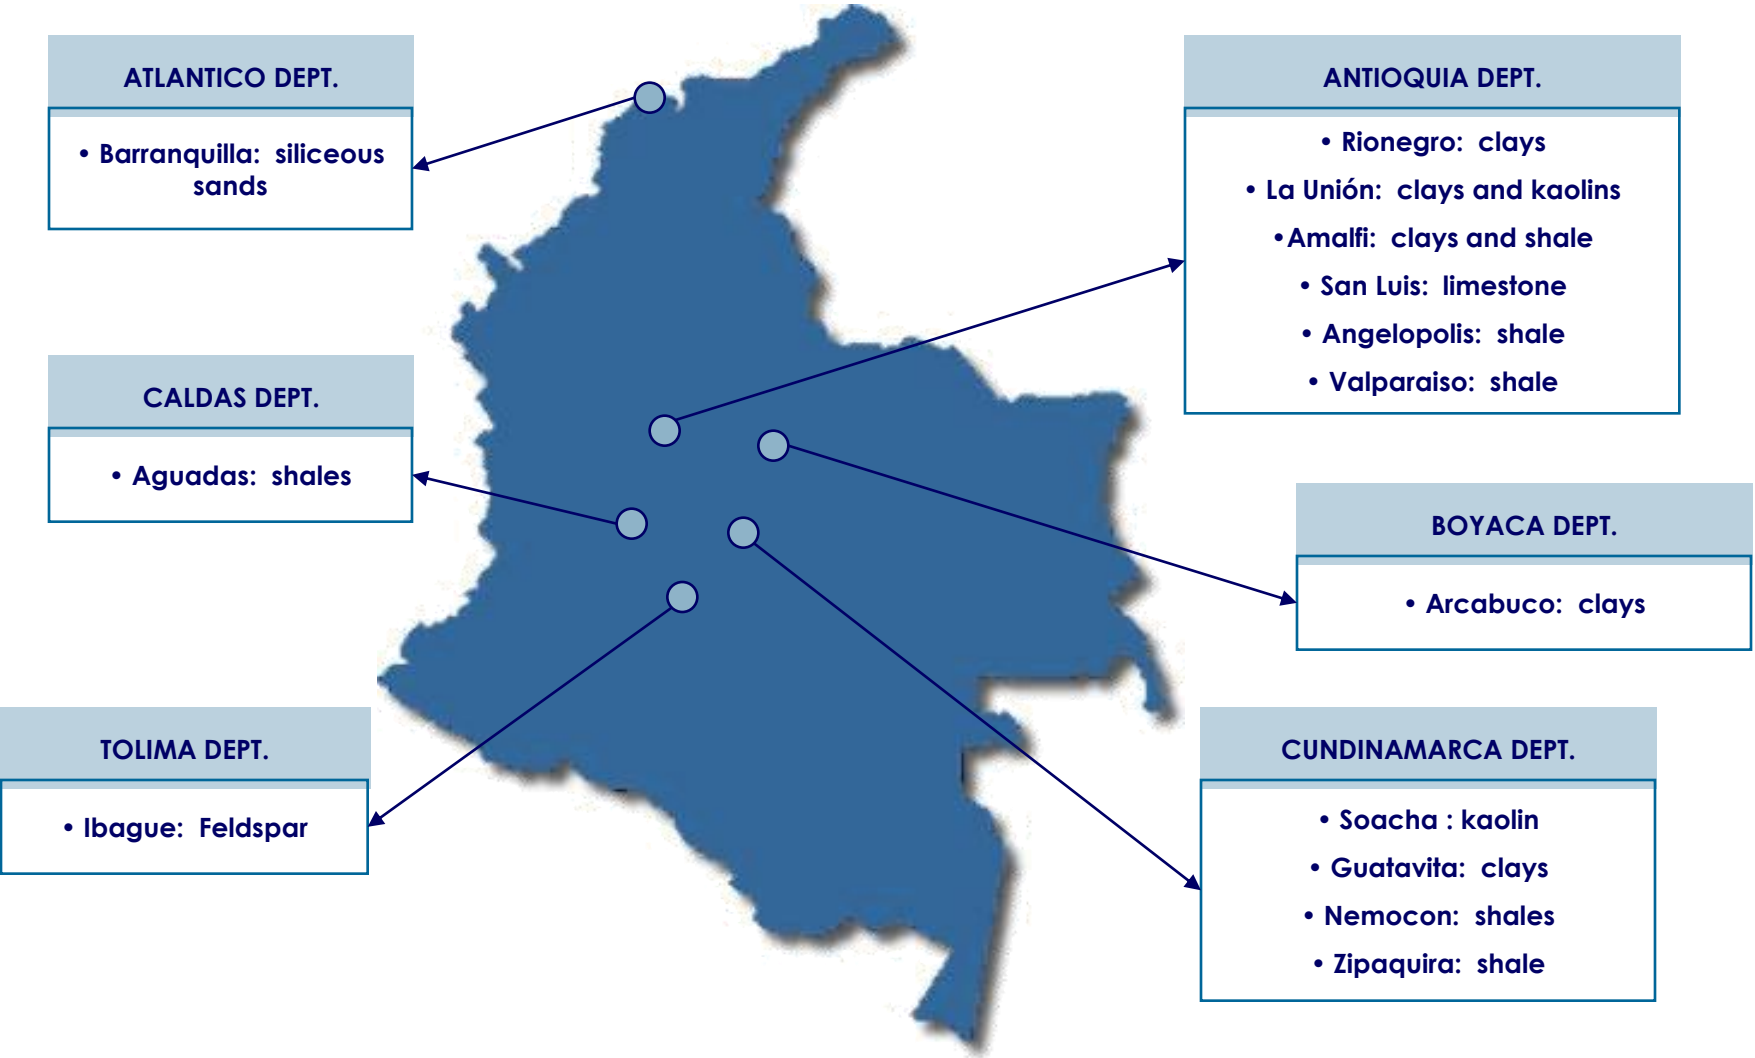 ATLANTICO DEPT.
• Barranquilla: siliceous
sands
ANTIOQUIA DEPT.
• Rionegro: clays
• La Unión: clays and kaolins
•Amalfi: clays and shale
• San Luis: limestone
• Angelopolis: shale
• Valparaiso: shale
CALDAS DEPT.
• Aguadas: shales
BOYACA DEPT.
• Arcabuco: clays
TOLIMA DEPT.
• Ibague: Feldspar
CUNDINAMARCA DEPT.
• Soacha : kaolin
• Guatavita: clays
• Nemocon: shales
• Zipaquira: shale